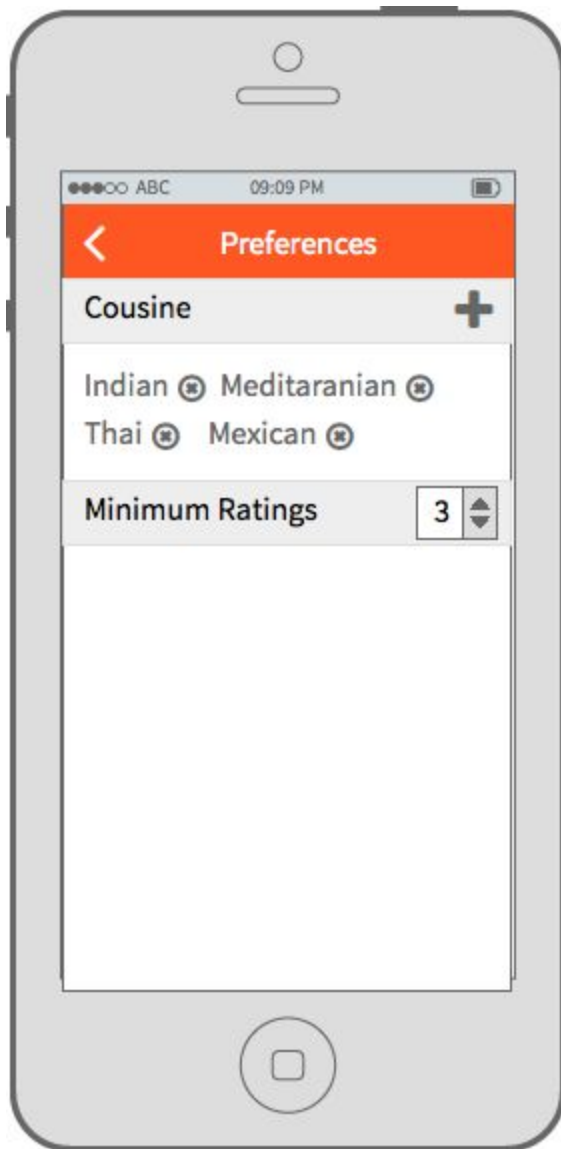 ABC 09:09 PM
Preferences
Cousine
Indian Meditaranian
Thai Mexican
Minimum Ratings 3